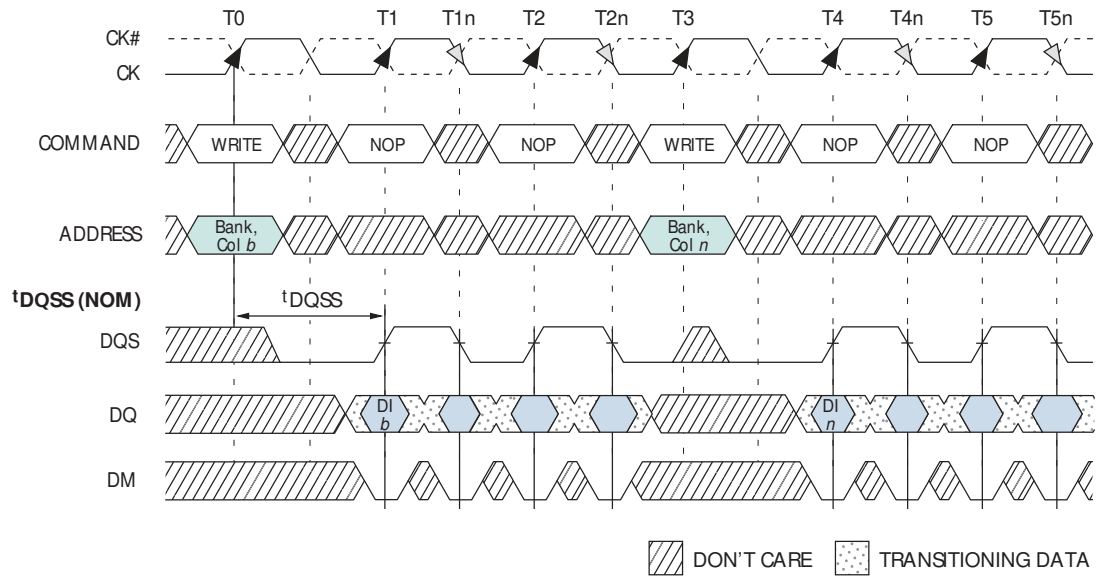 T0 T1 T1n T2 T2n T3 T4 T4n T5 T5n
CK#
CK
COMMAND WRITE NOP NOP WRITE NOP NOP
ADDRESS Bank, Col b Bank, Col n
tDQSS (NOM) tDQSS
DQS
DQ DI b DI n
DM
DON'T CARE TRANSITIONING DATA